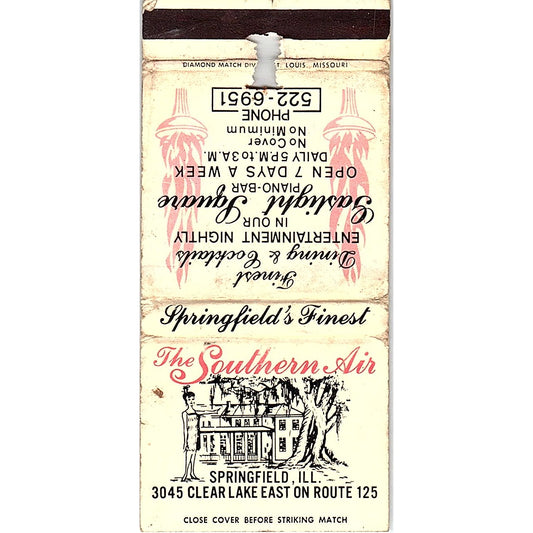 DIAMOND MATCH DIV T. LOUIS, MISSOURI
Finest
Dining & Cocktails
ENTERTAINMENT NIGHTLY
IN OUR
Gaslight Square
PIANO-BAR
OPEN 7 DAYS A WEEK
DAILY 5 P.M. to 3 A.M.
No Cover
No Minimum
PHONE
522-6951
Springfield's Finest
The Southern Air
SPRINGFIELD, ILL.
3045 CLEAR LAKE EAST ON ROUTE 125
CLOSE COVER BEFORE STRIKING MATCH